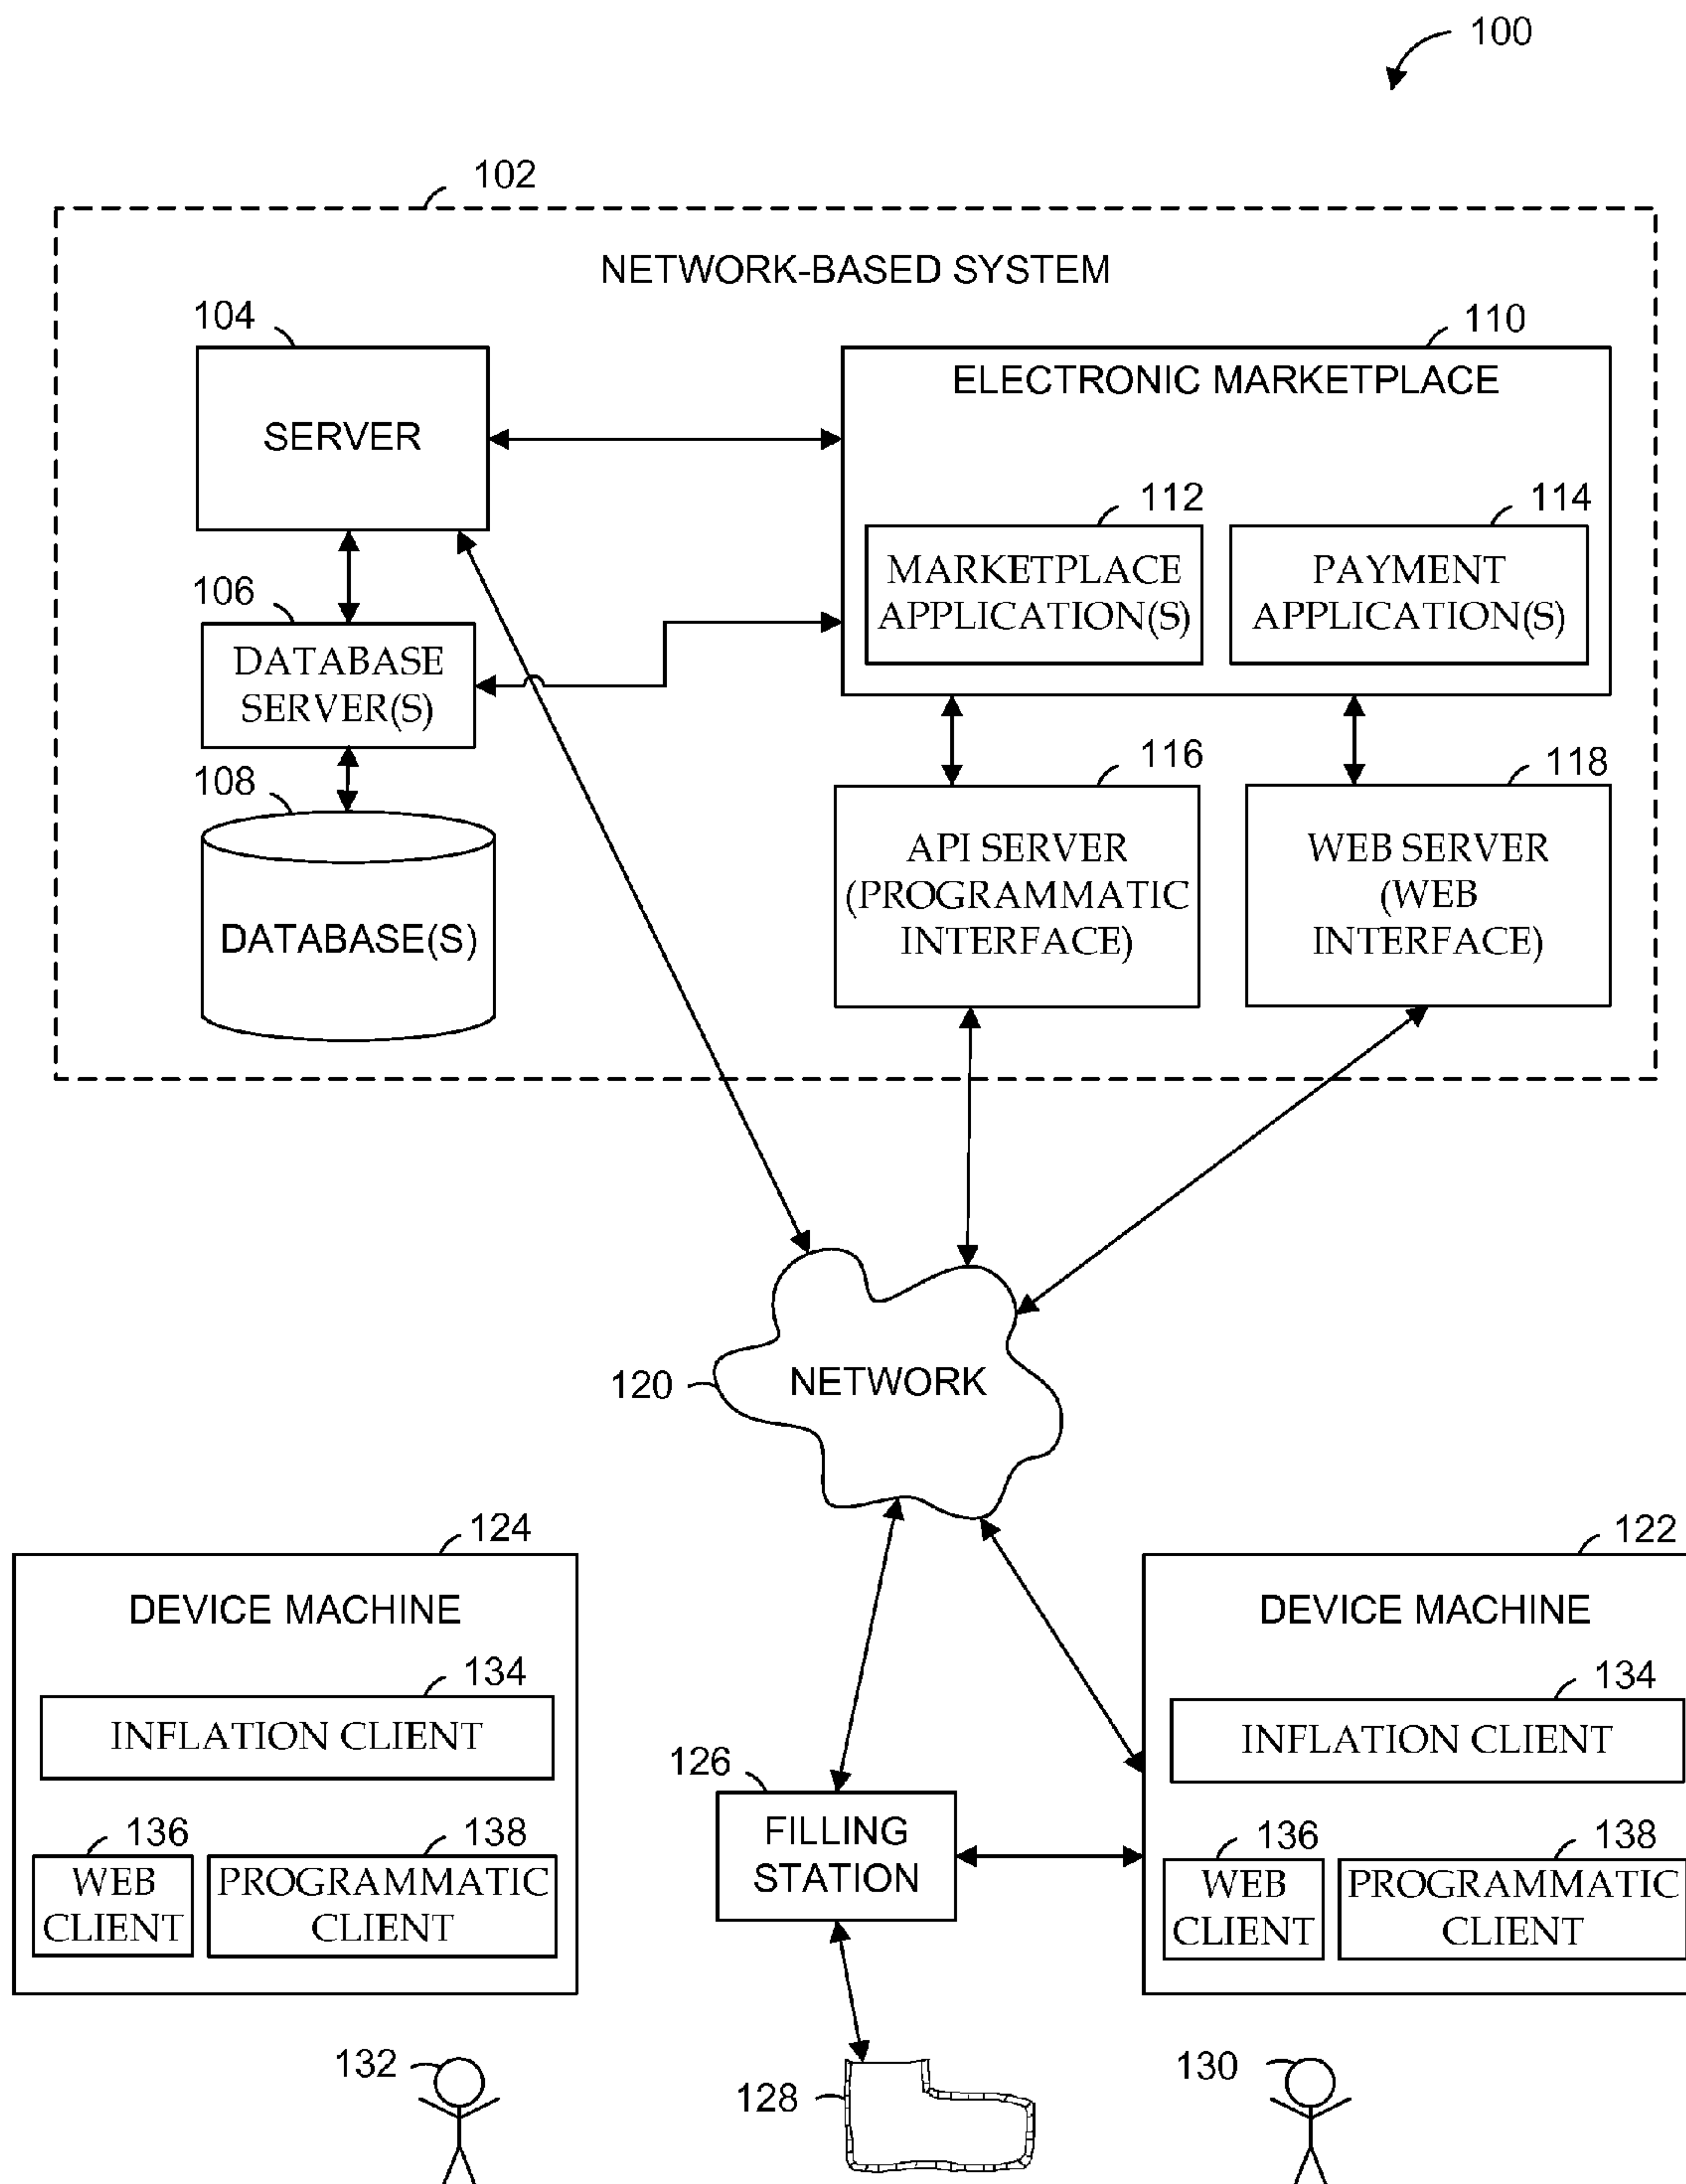 100
102
NETWORK-BASED SYSTEM
104
SERVER
110
ELECTRONIC MARKETPLACE
112
MARKETPLACE
APPLICATION(S)
114
PAYMENT
APPLICATION(S)
106
DATABASE
SERVER(S)
108
DATABASE(S)
116
API SERVER
(PROGRAMMATIC
INTERFACE)
118
WEB SERVER
(WEB
INTERFACE)
120
NETWORK
124
DEVICE MACHINE
134
INFLATION CLIENT
136
WEB
CLIENT
138
PROGRAMMATIC
CLIENT
126
FILLING
STATION
122
DEVICE MACHINE
134
INFLATION CLIENT
136
WEB
CLIENT
138
PROGRAMMATIC
CLIENT
132
128
130